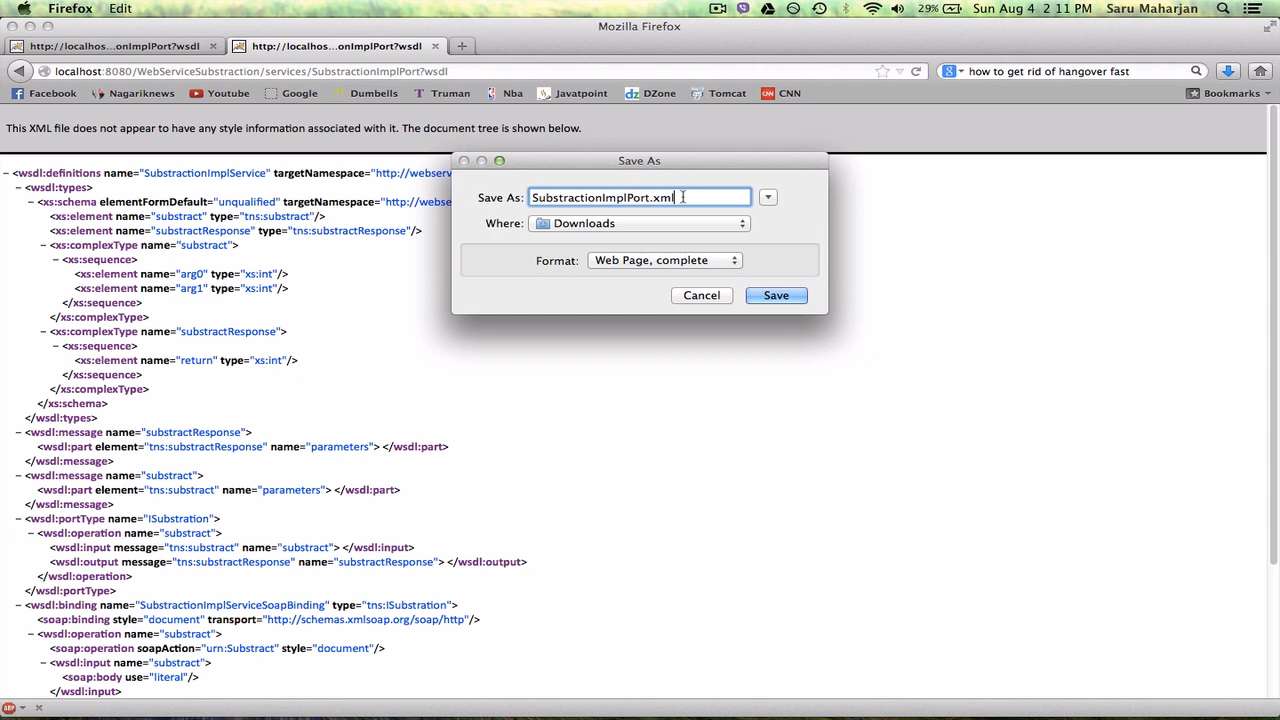 Firefox Edit 29% Sun Aug 4 2:11 PM Saru Maharjan
Mozilla Firefox
http://localhos...onImplPort?wsdl http://localhos...onImplPort?wsdl
localhost:8080/WebServiceSubstraction/services/SubstractionImplPort?wsdl how to get rid of hangover fast
Facebook Nagariknews Youtube Google Dumbells Truman Nba Javatpoint DZone Tomcat CNN Bookmarks
This XML file does not appear to have any style information associated with it. The document tree is shown below.
Save As
Save As: SubstractionImplPort.xml
Where: Downloads
Format: Web Page, complete
Cancel Save
− <wsdl:definitions name="SubstractionImplService" targetNamespace="http://webserv
− <wsdl:types>
− <xs:schema elementFormDefault="unqualified" targetNamespace="http://webse
<xs:element name="substract" type="tns:substract"/>
<xs:element name="substractResponse" type="tns:substractResponse"/>
− <xs:complexType name="substract">
− <xs:sequence>
<xs:element name="arg0" type="xs:int"/>
<xs:element name="arg1" type="xs:int"/>
</xs:sequence>
</xs:complexType>
− <xs:complexType name="substractResponse">
− <xs:sequence>
<xs:element name="return" type="xs:int"/>
</xs:sequence>
</xs:complexType>
</xs:schema>
</wsdl:types>
− <wsdl:message name="substractResponse">
<wsdl:part element="tns:substractResponse" name="parameters"> </wsdl:part>
</wsdl:message>
− <wsdl:message name="substract">
<wsdl:part element="tns:substract" name="parameters"> </wsdl:part>
</wsdl:message>
− <wsdl:portType name="ISubstration">
− <wsdl:operation name="substract">
<wsdl:input message="tns:substract" name="substract"> </wsdl:input>
<wsdl:output message="tns:substractResponse" name="substractResponse"> </wsdl:output>
</wsdl:operation>
</wsdl:portType>
− <wsdl:binding name="SubstractionImplServiceSoapBinding" type="tns:ISubstration">
<soap:binding style="document" transport="http://schemas.xmlsoap.org/soap/http"/>
− <wsdl:operation name="substract">
<soap:operation soapAction="urn:Substract" style="document"/>
− <wsdl:input name="substract">
<soap:body use="literal"/>
</wsdl:input>
ABP